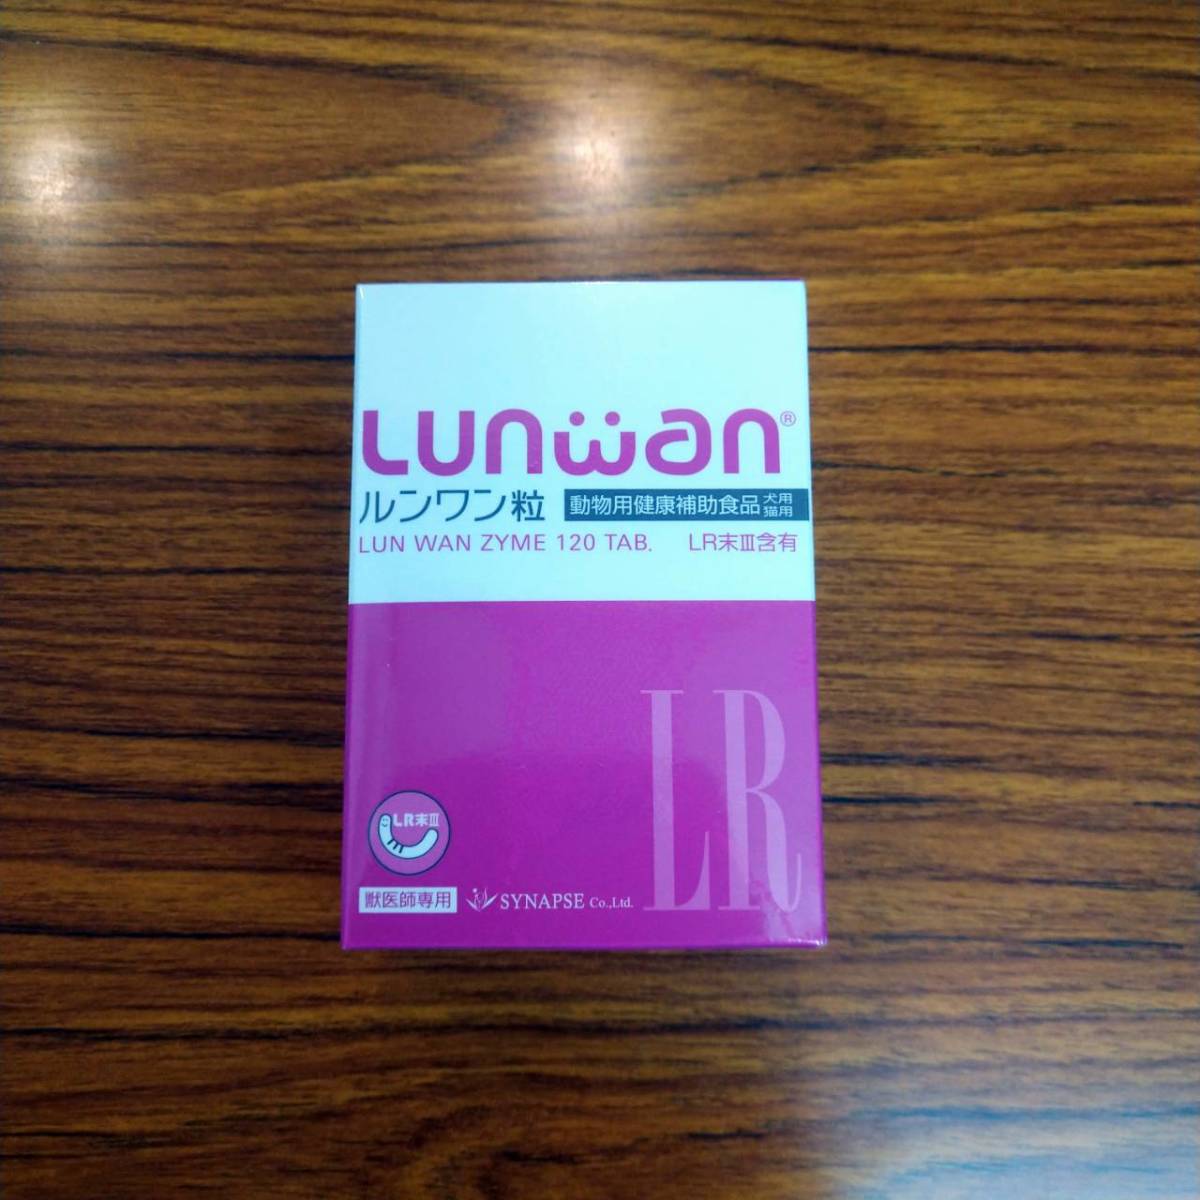 LUNWAN®
ルンワン粒 動物用健康補助食品 犬用 猫用
LUN WAN ZYME 120 TAB. LR末Ⅲ含有
LR
LR末Ⅲ
獣医師専用 SYNAPSE Co.,Ltd.